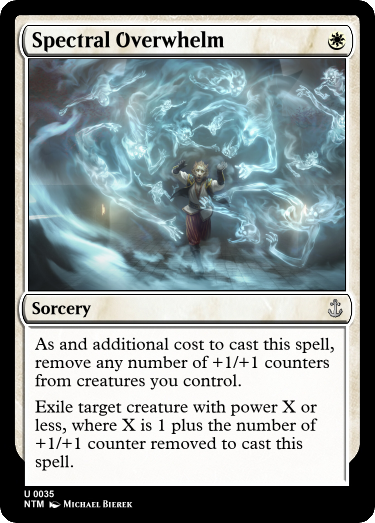 Spectral Overwhelm
Sorcery
As and additional cost to cast this spell,
remove any number of +1/+1 counters
from creatures you control.
Exile target creature with power X or
less, where X is 1 plus the number of
+1/+1 counter removed to cast this
spell.
U 0035
NTM Michael Bierek